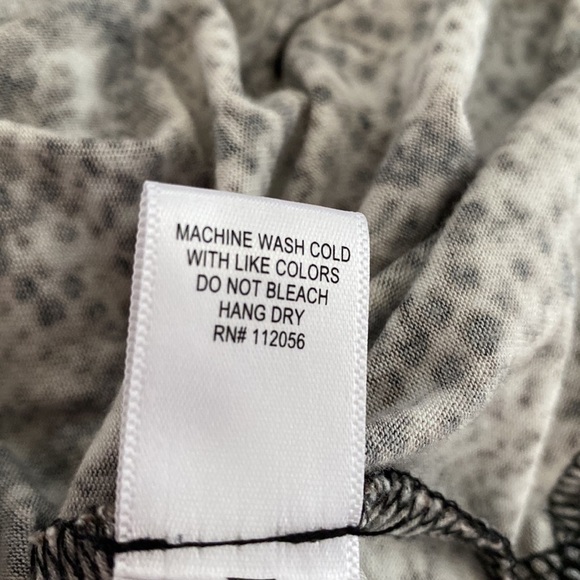 MACHINE WASH COLD
WITH LIKE COLORS
DO NOT BLEACH
HANG DRY
RN# 112056